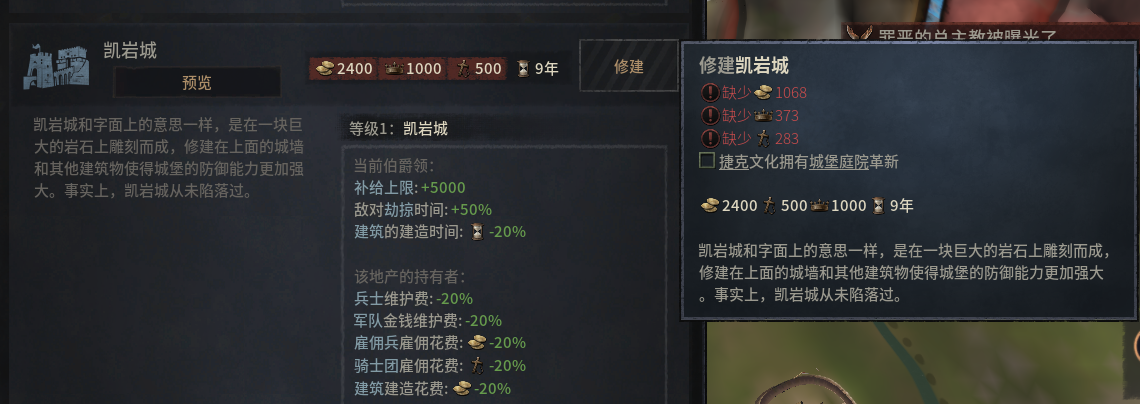 凯岩城
预览
2400 1000 500 9年
修建
凯岩城和字面上的意思一样，是在一块巨
大的岩石上雕刻而成，修建在上面的城墙
和其他建筑物使得城堡的防御能力更加强
大。事实上，凯岩城从未陷落过。
等级1：凯岩城
当前伯爵领：
补给上限：+5000
敌对劫掠时间：+50%
建筑的建造时间：-20%
该地产的持有者：
兵士维护费：-20%
军队金钱维护费：-20%
雇佣兵雇佣花费：-20%
骑士团雇佣花费：-20%
建筑建造花费：-20%
罪恶的总主教被曝光了
修建凯岩城
缺少 1068
缺少 373
缺少 283
捷克文化拥有城堡庭院革新
2400 500 1000 9年
凯岩城和字面上的意思一样，是在一块巨大的岩石上雕刻而成，
修建在上面的城墙和其他建筑物使得城堡的防御能力更加强大
。事实上，凯岩城从未陷落过。